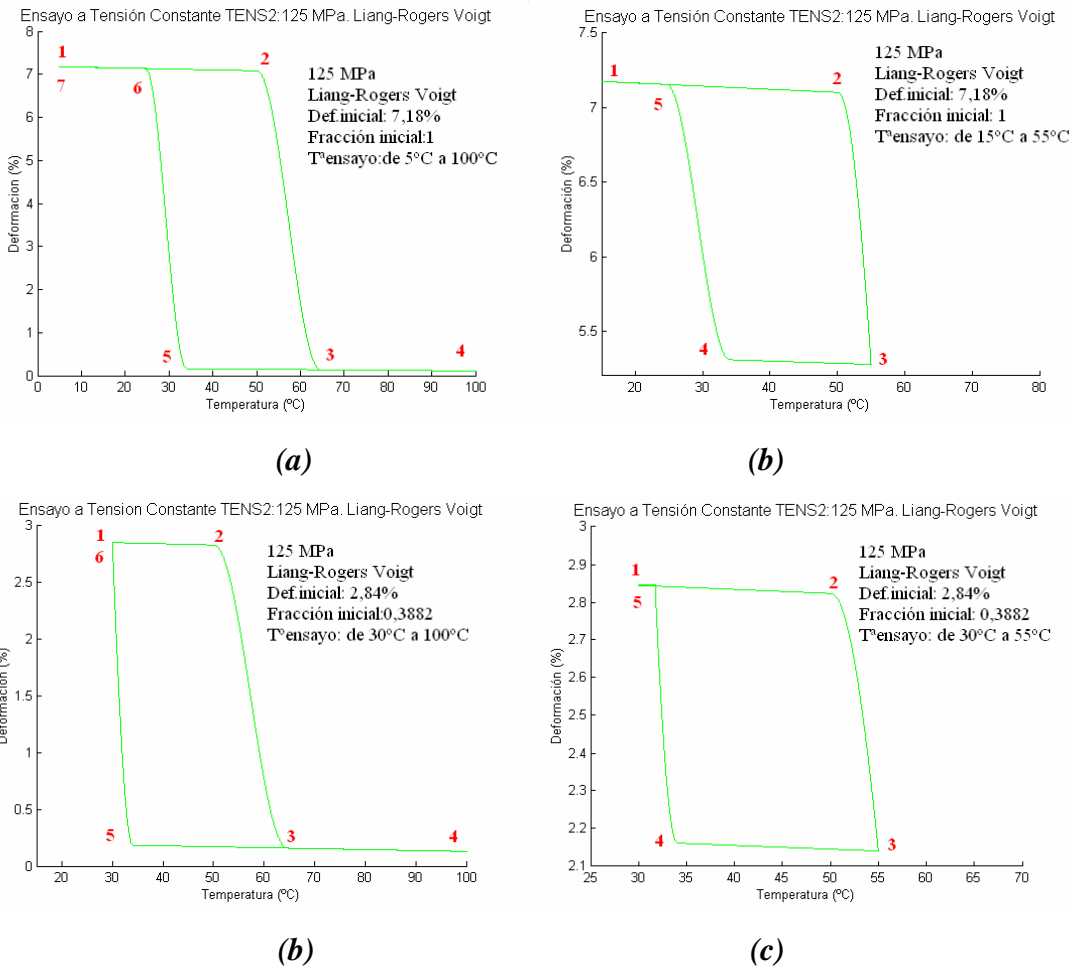 Ensayo a Tensión Constante TENS2:125 MPa. Liang-Rogers Voigt
8
7
6
5
4
3
2
1
0
0 10 20 30 40 50 60 70 80 90 100
Deformacion (%)
Temperatura (ºC)
1
7
6
2
5
3
4
125 MPa
Liang-Rogers Voigt
Def.inicial: 7,18%
Fracción inicial:1
Tªensayo:de 5ºC a 100ºC
(a)
Ensayo a Tensión Constante TENS2:125 MPa. Liang-Rogers Voigt
7.5
7
6.5
6
5.5
20 30 40 50 60 70 80
Deformación (%)
Temperatura (ºC)
1
5
2
4
3
125 MPa
Liang-Rogers Voigt
Def.inicial: 7,18%
Fracción inicial: 1
Tªensayo: de 15ºC a 55ºC
(b)
Ensayo a Tension Constante TENS2:125 MPa. Liang-Rogers Voigt
3
2.5
2
1.5
1
0.5
0
20 30 40 50 60 70 80 90 100
Deformación (%)
Temperatura (ºC)
1
6
2
5
3
4
125 MPa
Liang-Rogers Voigt
Def.inicial: 2,84%
Fracción inicial:0,3882
Tªensayo: de 30ºC a 100ºC
(b)
Ensayo a Tensión Constante TENS2:125 MPa. Liang-Rogers Voigt
3
2.9
2.8
2.7
2.6
2.5
2.4
2.3
2.2
2.1
25 30 35 40 45 50 55 60 65 70
Deformación (%)
Temperatura (ºC)
1
5
2
4
3
125 MPa
Liang-Rogers Voigt
Def.inicial: 2,84%
Fracción inicial: 0,3882
Tªensayo: de 30ºC a 55ºC
(c)